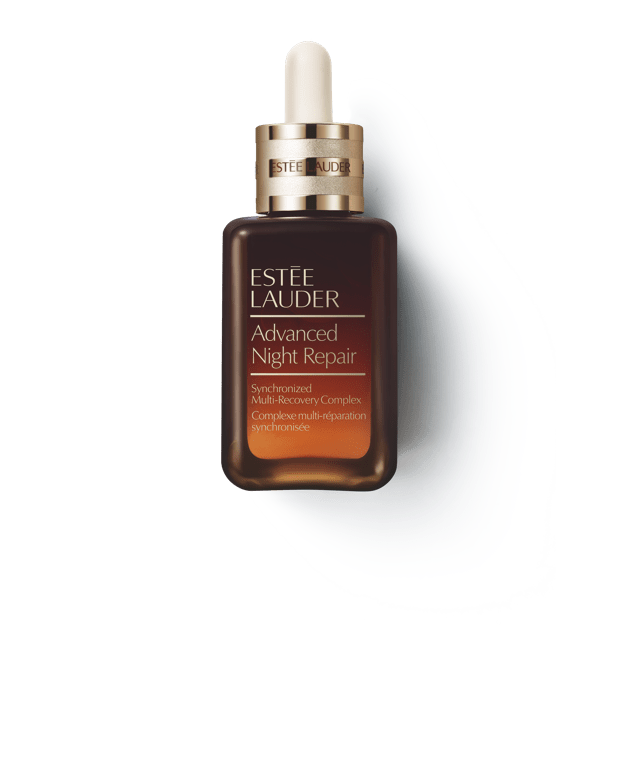 ESTĒE LAUDER
ESTĒE
LAUDER
Advanced
Night Repair
Synchronized
Multi-Recovery Complex
Complexe multi-réparation
synchronisée